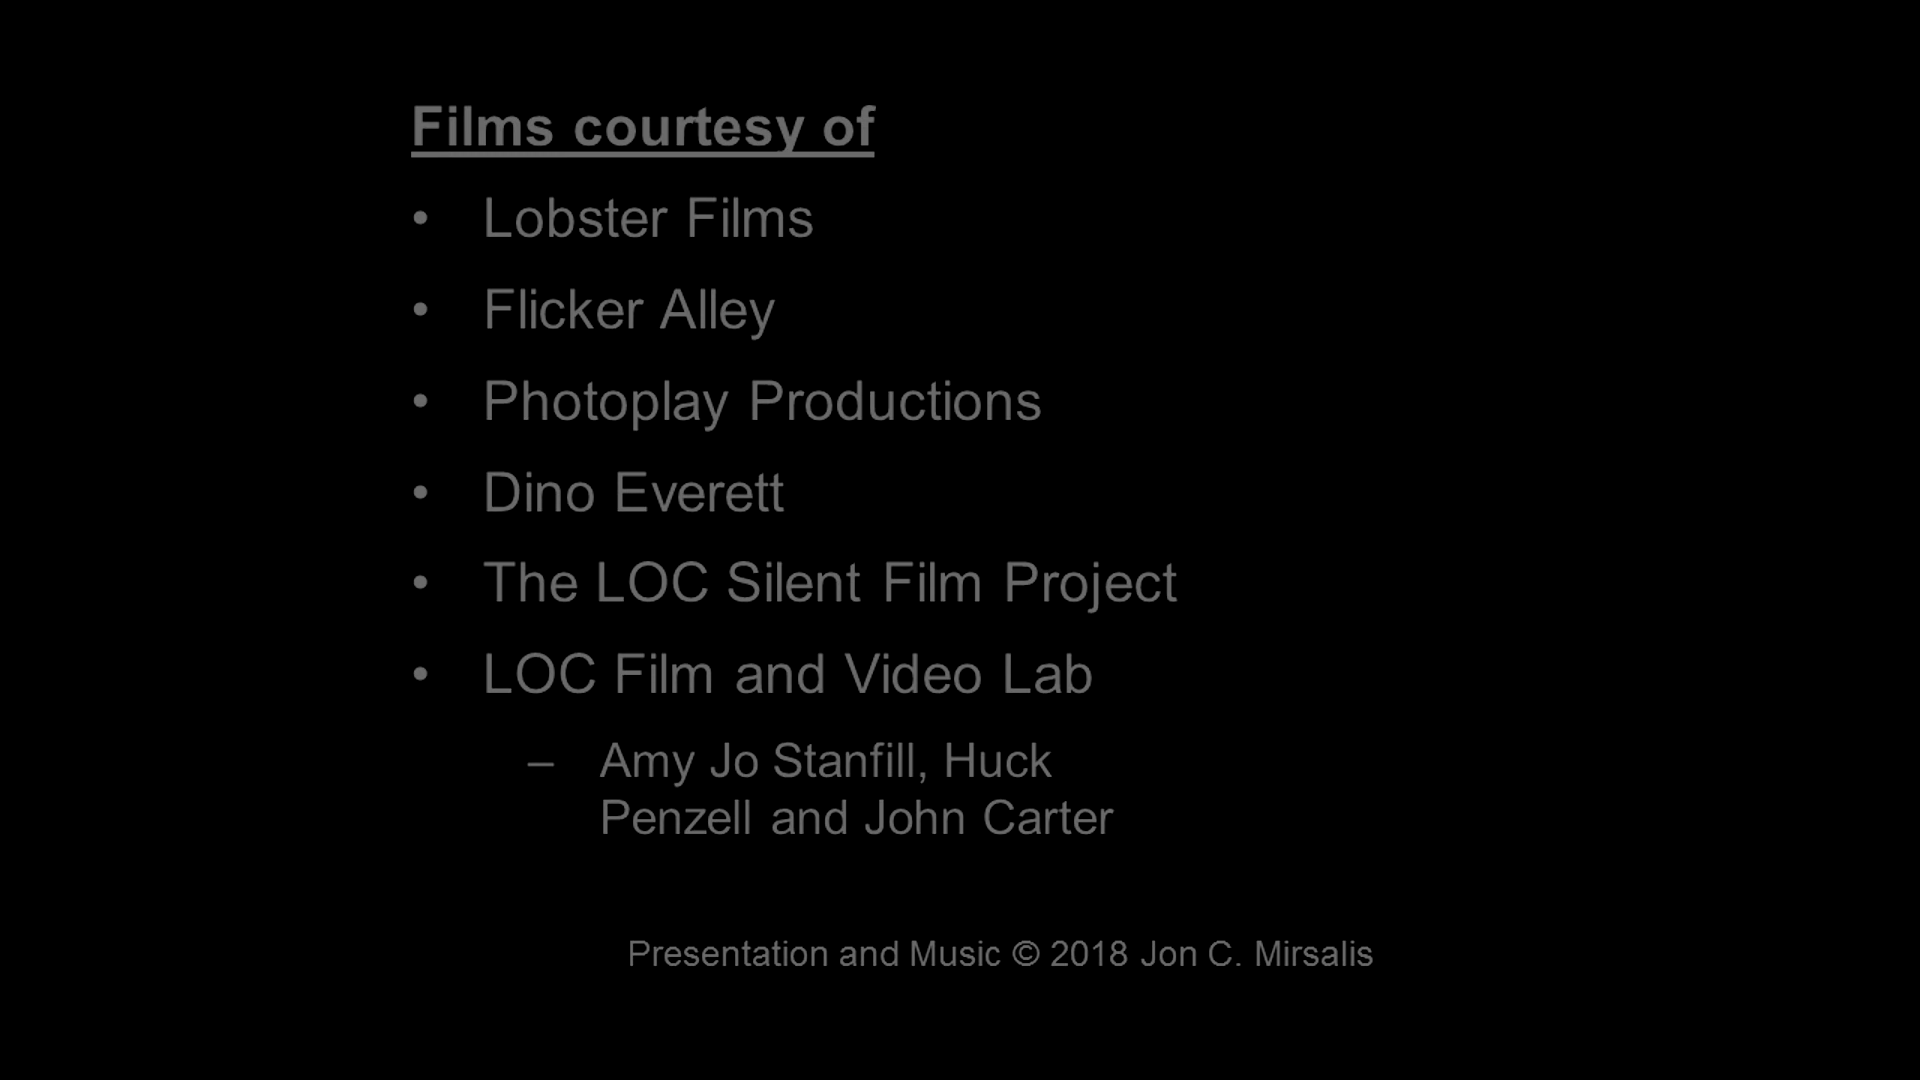 Films courtesy of
• Lobster Films
• Flicker Alley
• Photoplay Productions
• Dino Everett
• The LOC Silent Film Project
• LOC Film and Video Lab
– Amy Jo Stanfill, Huck
Penzell and John Carter
Presentation and Music © 2018 Jon C. Mirsalis